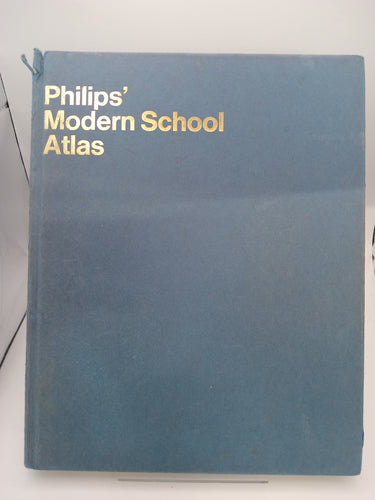 Philips'
Modern School
Atlas